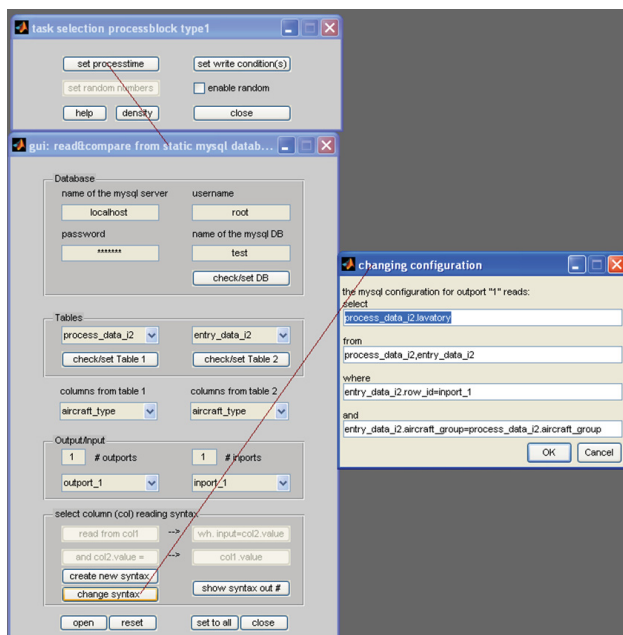 task selection processblock type1
set processtime
set write condition(s)
set random numbers
enable random
help
density
close
gui: read&compare from static mysql datab...
Database
name of the mysql server
username
localhost
root
password
name of the mysql DB
*******
test
check/set DB
Tables
process_data_i2
entry_data_i2
check/set Table 1
check/set Table 2
columns from table 1
columns from table 2
aircraft_type
aircraft_type
Output/Input
1 # outports
1 # inports
outport_1
inport_1
select column (col) reading syntax
read from col1
-->
wh. input=col2.value
and col2.value =
-->
col1.value
create new syntax
change syntax
show syntax out #
open
reset
set to all
close
changing configuration
the mysql configuration for outport "1" reads:
select
process_data_i2.lavatory
from
process_data_i2,entry_data_i2
where
entry_data_i2.row_id=inport_1
and
entry_data_i2.aircraft_group=process_data_i2.aircraft_group
OK
Cancel